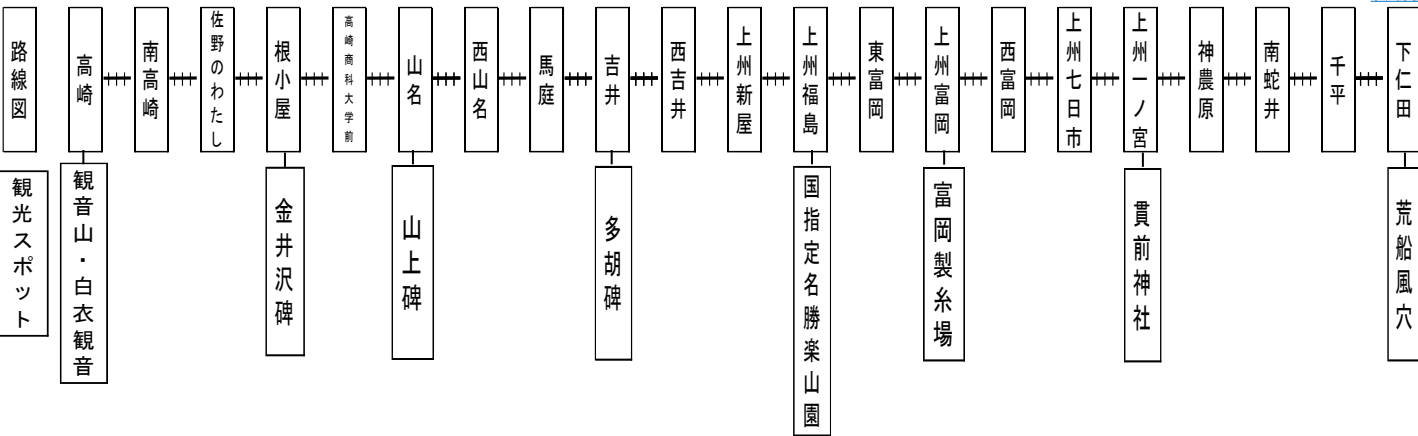 路線図
高崎
南高崎
佐野のわたし
根小屋
高崎商科大学前
山名
西山名
馬庭
吉井
西吉井
上州新屋
上州福島
東富岡
上州富岡
西富岡
上州七日市
上州一ノ宮
神農原
南蛇井
千平
下仁田
観光スポット
観音山・白衣観音
金井沢碑
山上碑
多胡碑
国指定名勝楽山園
富岡製糸場
貫前神社
荒船風穴